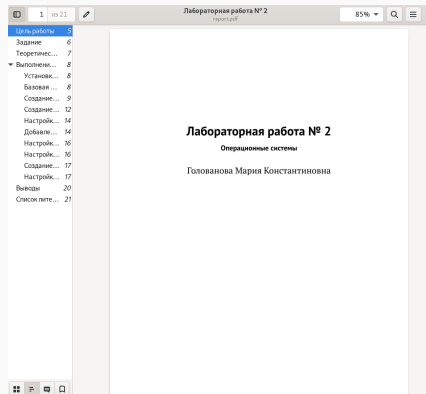 Лабораторная работа № 2
report.pdf
1 из 21
85%
Цель работы 5
Задание 6
Теоретичес... 7
Выполнени... 8
Установк... 8
Базовая ... 8
Создание... 9
Создание... 12
Настройк... 14
Добавле... 14
Настройк... 16
Настройк... 16
Создание... 17
Настройк... 17
Выводы 20
Список лите... 21
Лабораторная работа № 2
Операционные системы
Голованова Мария Константиновна